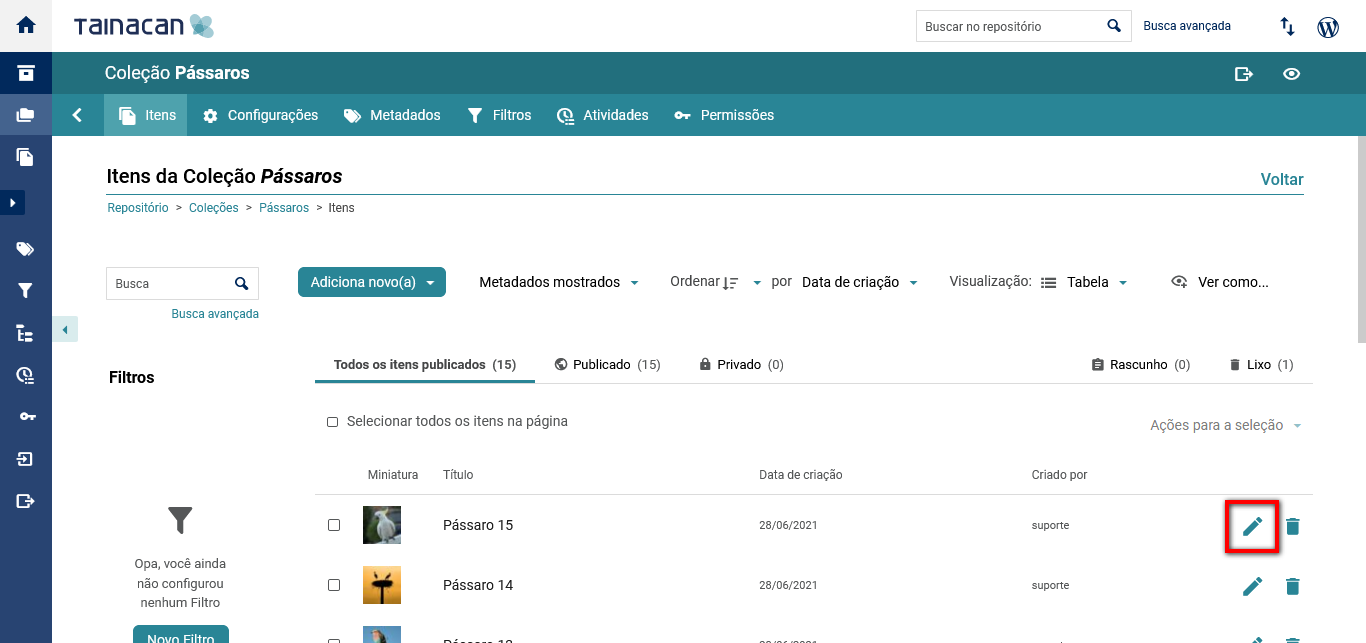 TAINACAN
Buscar no repositório
Busca avançada
Coleção Pássaros
Itens
Configurações
Metadados
Filtros
Atividades
Permissões
Itens da Coleção Pássaros
Voltar
Repositório > Coleções > Pássaros > Itens
Busca
Adiciona novo(a)
Metadados mostrados
Ordenar
por
Data de criação
Visualização:
Tabela
Ver como...
Busca avançada
Filtros
Todos os itens publicados (15)
Publicado (15)
Privado (0)
Rascunho (0)
Lixo (1)
Selecionar todos os itens na página
Ações para a seleção
Miniatura
Título
Data de criação
Criado por
Pássaro 15
28/06/2021
suporte
Opa, você ainda
não configurou
nenhum Filtro
Pássaro 14
28/06/2021
suporte
Novo Filtro